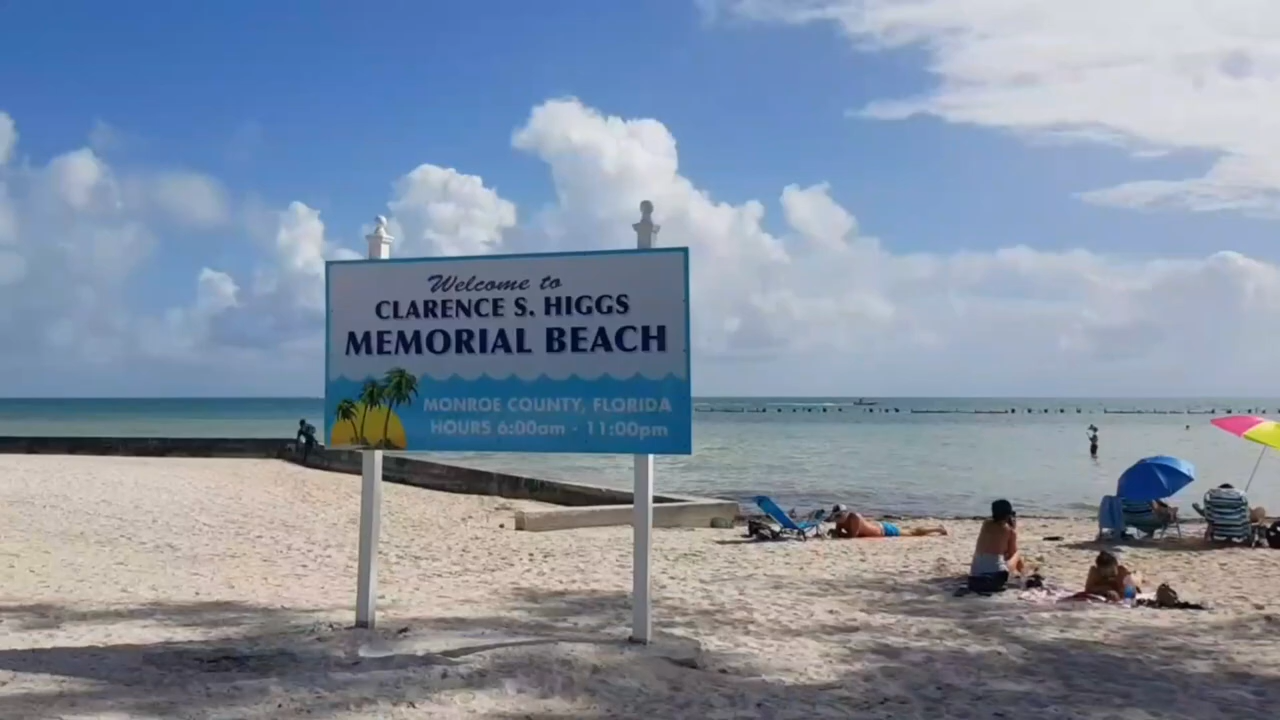 Welcome to
CLARENCE S. HIGGS
MEMORIAL BEACH
MONROE COUNTY, FLORIDA
HOURS 6:00am - 11:00pm